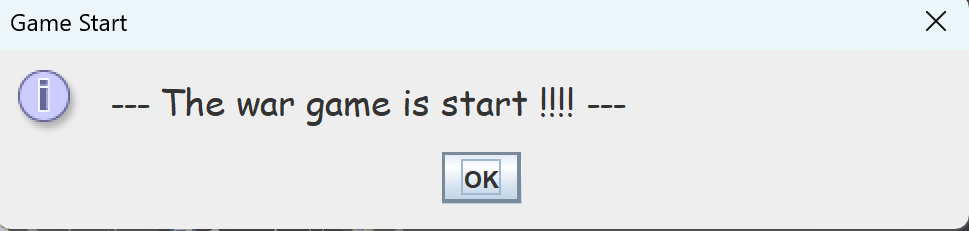 Game Start
--- The war game is start !!!! ---
OK